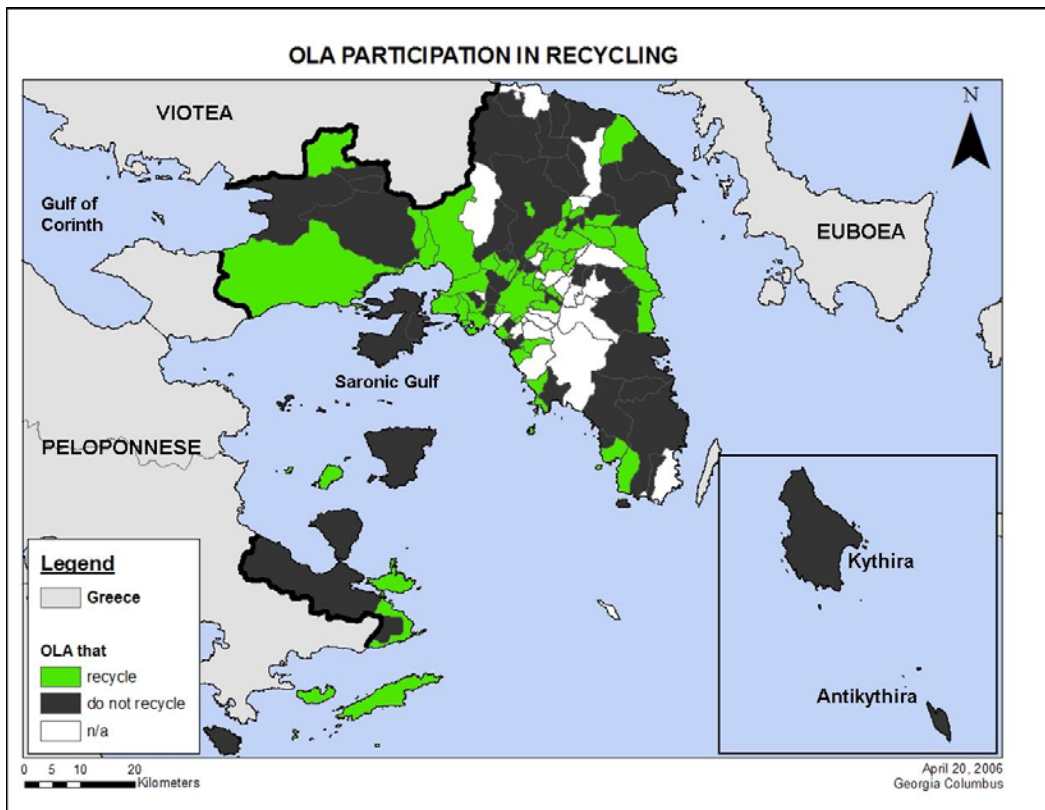 OLA PARTICIPATION IN RECYCLING
VIOTEA
N
Gulf of
Corinth
EUBOEA
Saronic Gulf
PELOPONNESE
Legend
Greece
OLA that
recycle
do not recycle
n/a
Kythira
Antikythira
0 5 10 20
Kilometers
April 20, 2006
Georgia Columbus